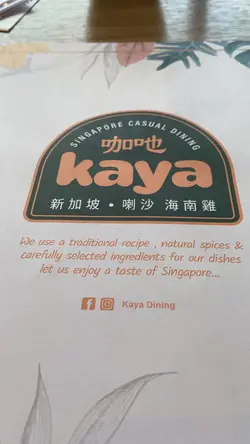 SINGAPORE CASUAL DINING
咖吔
kaya
新加坡・喇沙 海南雞
We use a traditional recipe , natural spices &
carefully selected ingredients for our dishes
let us enjoy a taste of Singapore...
Kaya Dining